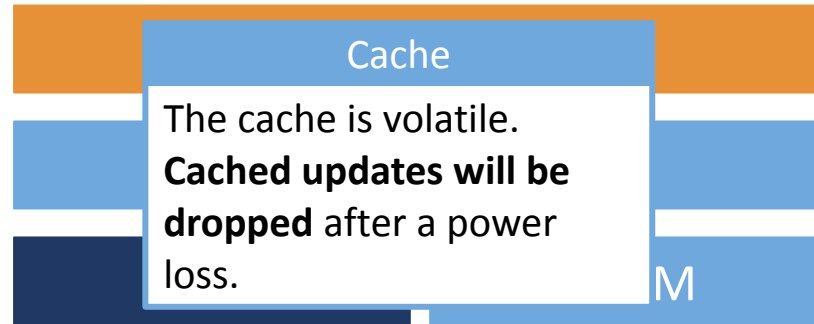 Cache
The cache is volatile.
Cached updates will be
dropped after a power
loss.
M